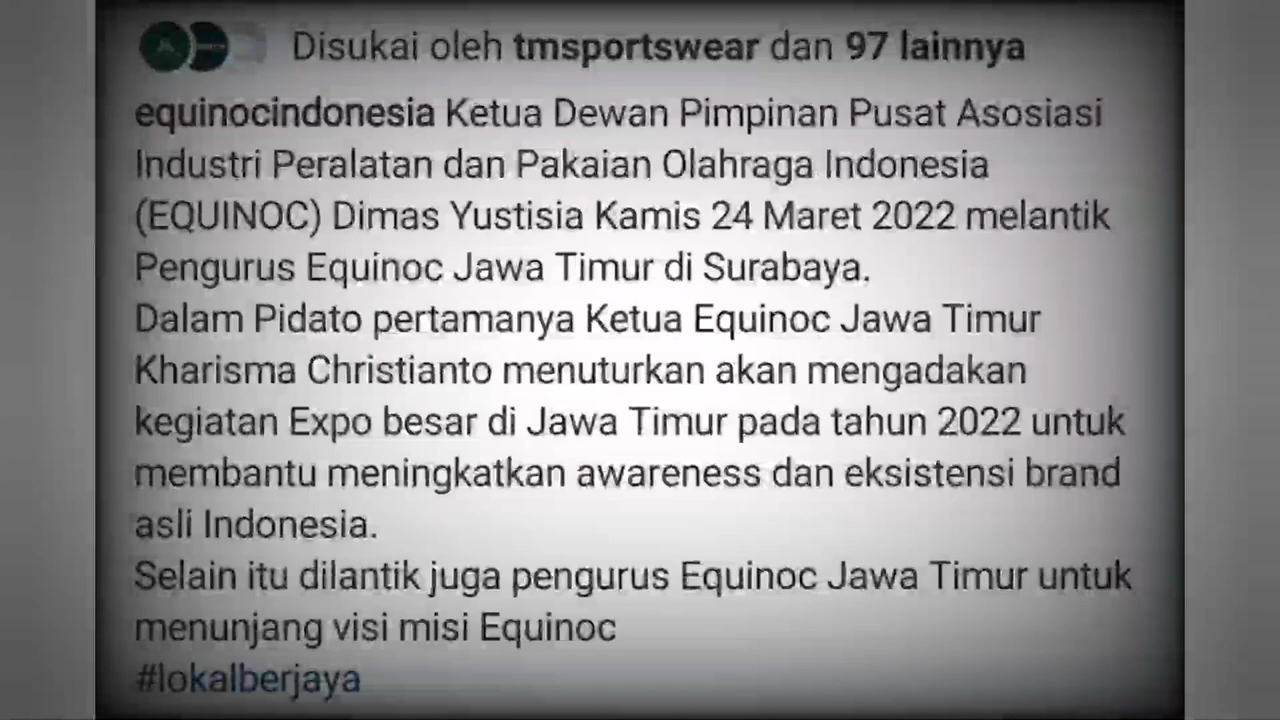 Disukai oleh tmsportswear dan 97 lainnya
equinocindonesia Ketua Dewan Pimpinan Pusat Asosiasi
Industri Peralatan dan Pakaian Olahraga Indonesia
(EQUINOC) Dimas Yustisia Kamis 24 Maret 2022 melantik
Pengurus Equinoc Jawa Timur di Surabaya.
Dalam Pidato pertamanya Ketua Equinoc Jawa Timur
Kharisma Christianto menuturkan akan mengadakan
kegiatan Expo besar di Jawa Timur pada tahun 2022 untuk
membantu meningkatkan awareness dan eksistensi brand
asli Indonesia.
Selain itu dilantik juga pengurus Equinoc Jawa Timur untuk
menunjang visi misi Equinoc
#lokalberjaya